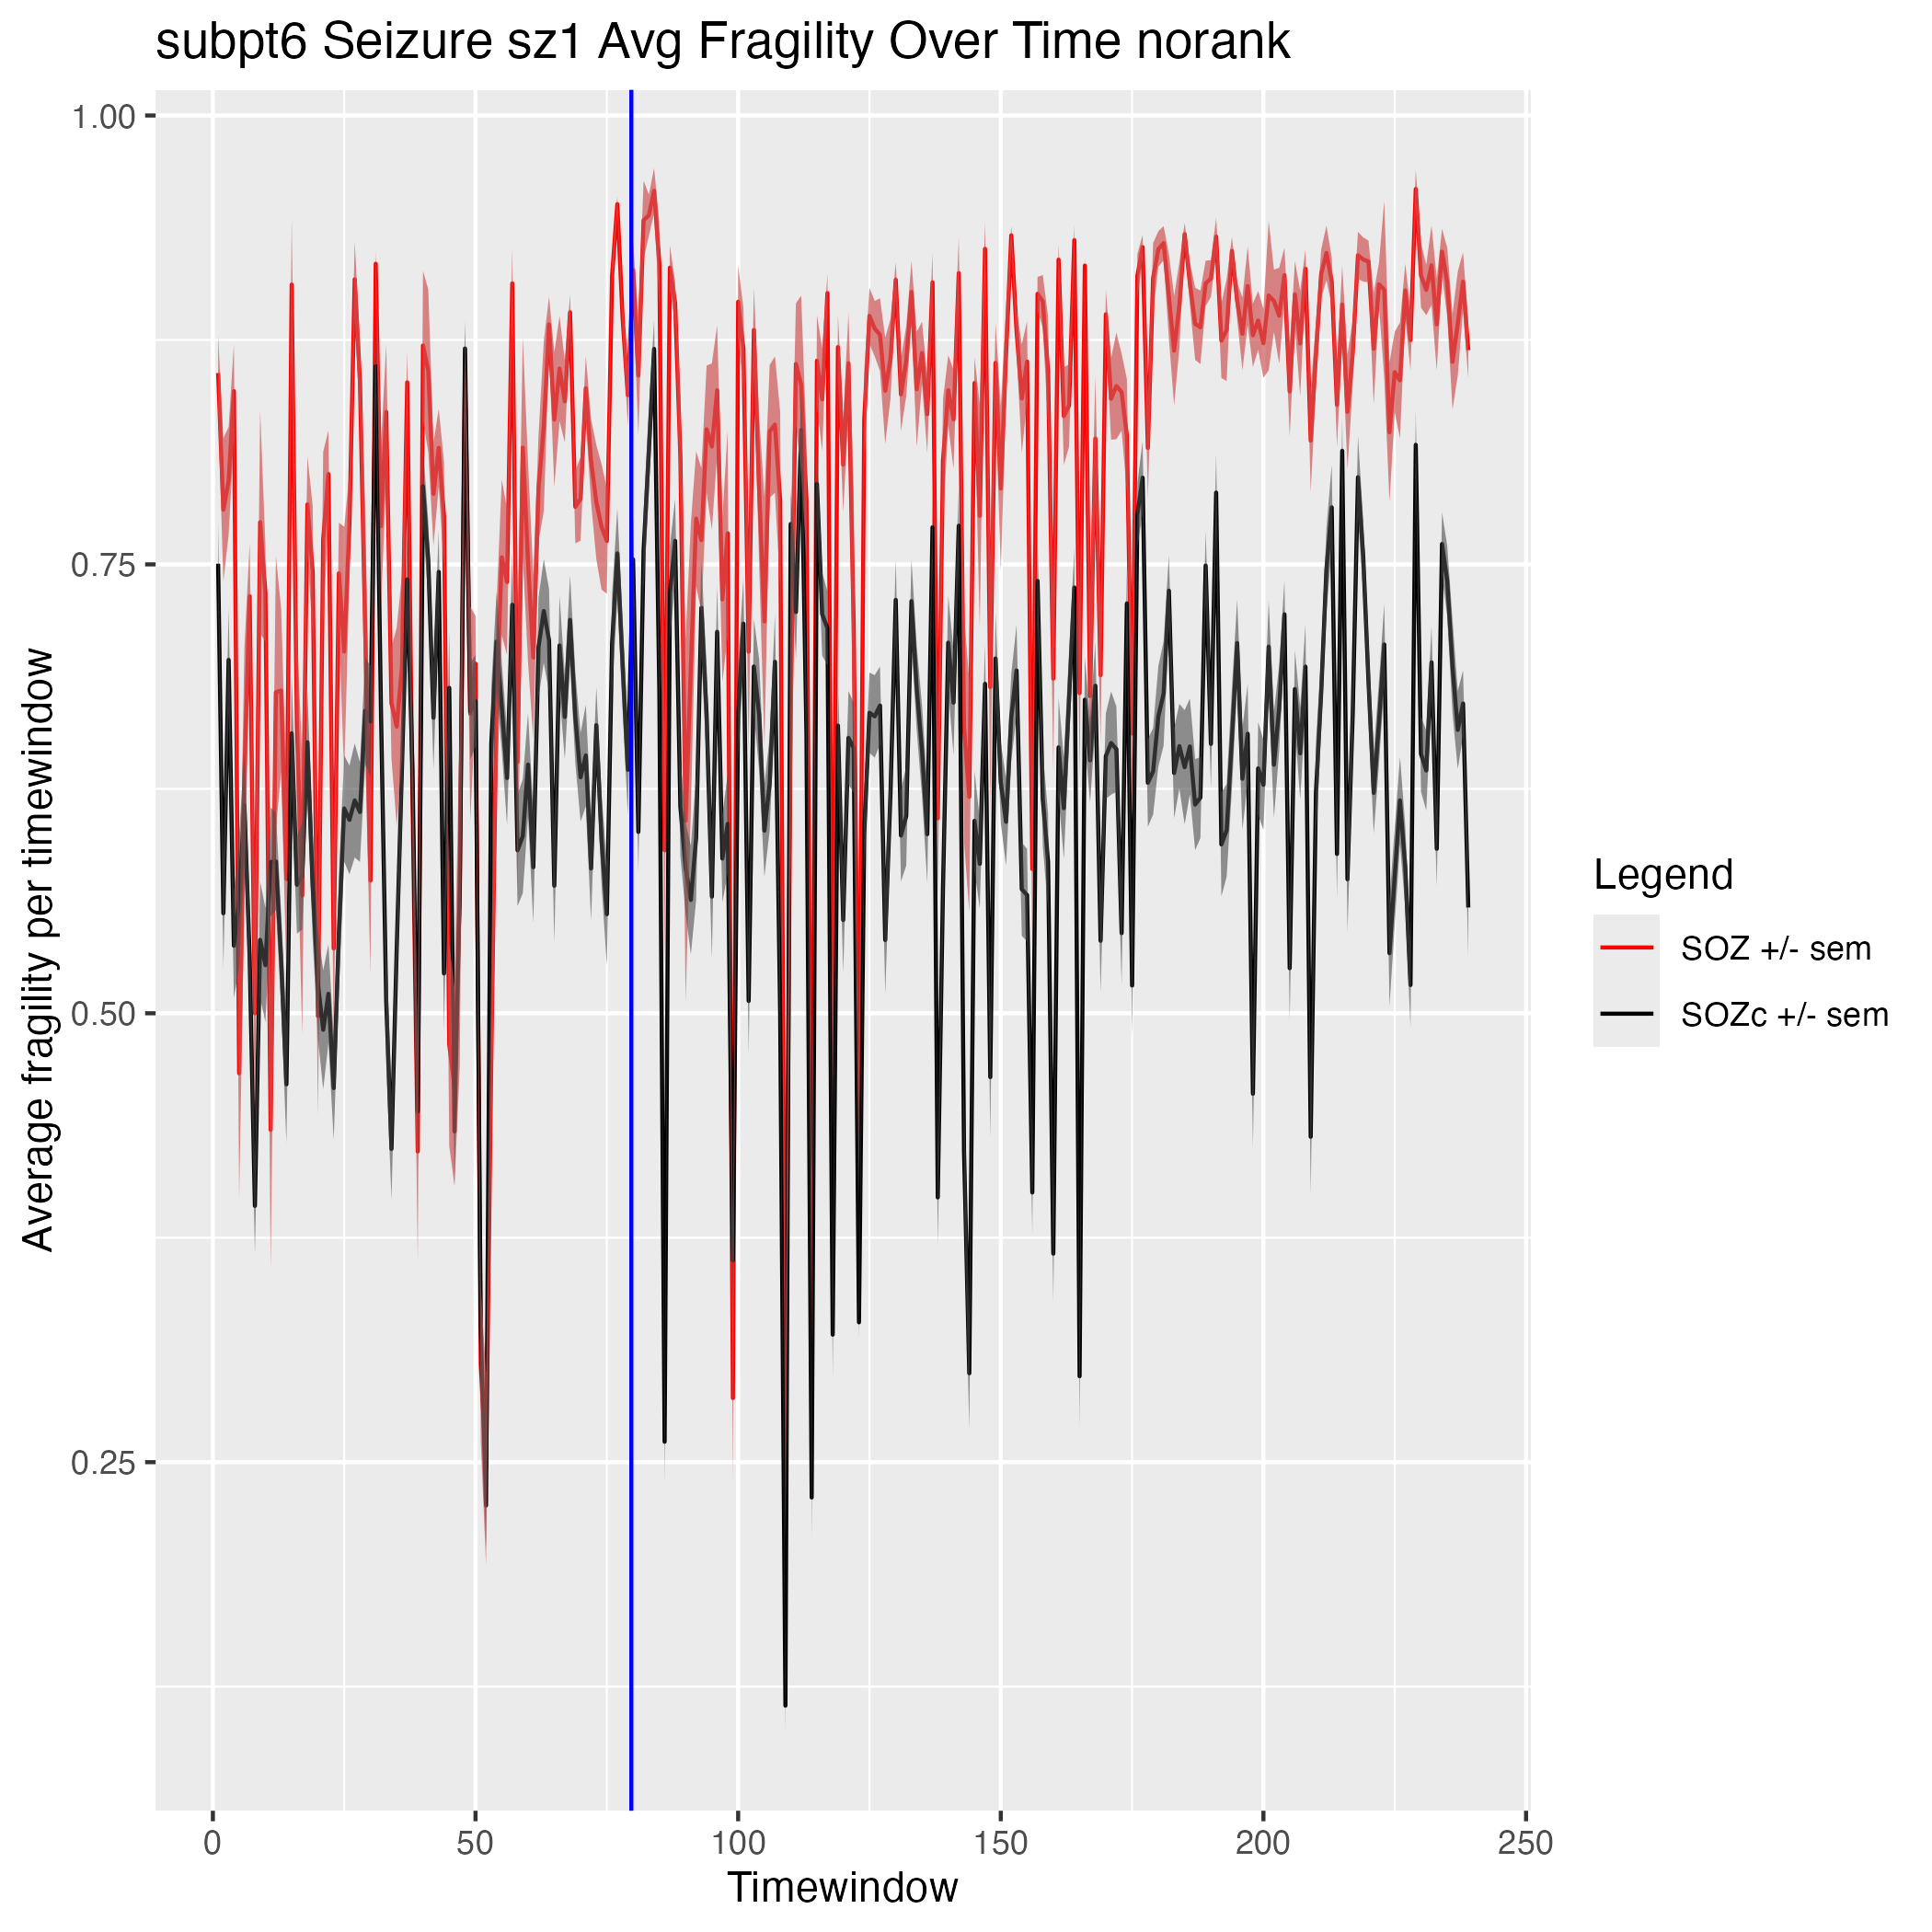 subpt6 Seizure sz1 Avg Fragility Over Time norank
Average fragility per timewindow
1.00
0.75
0.50
0.25
0
50
100
150
200
250
Timewindow
Legend
SOZ +/- sem
SOZc +/- sem